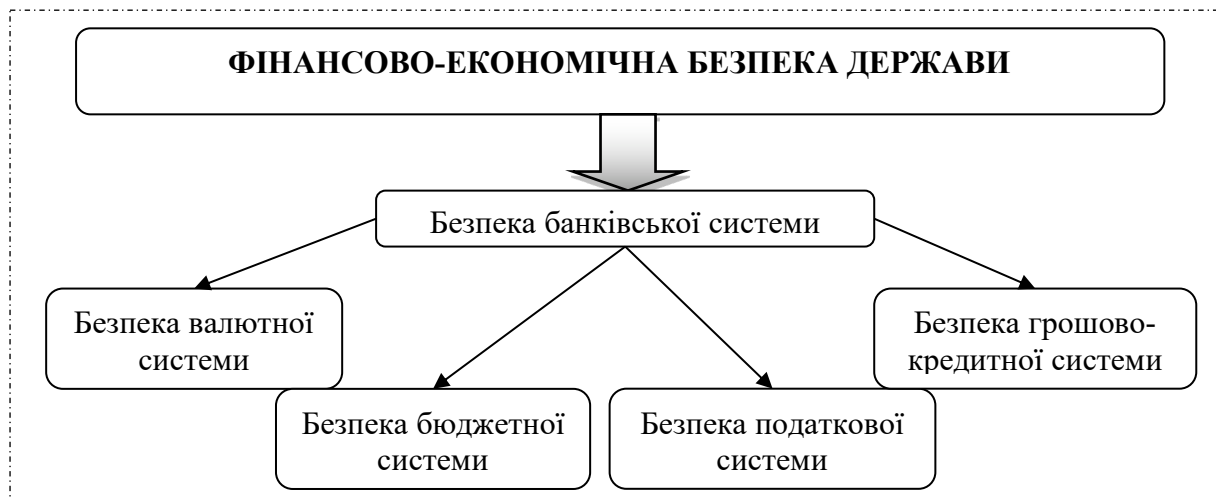 ФІНАНСОВО-ЕКОНОМІЧНА БЕЗПЕКА ДЕРЖАВИ
Безпека банківської системи
Безпека валютної
системи
Безпека грошово-
кредитної системи
Безпека бюджетної
системи
Безпека податкової
системи